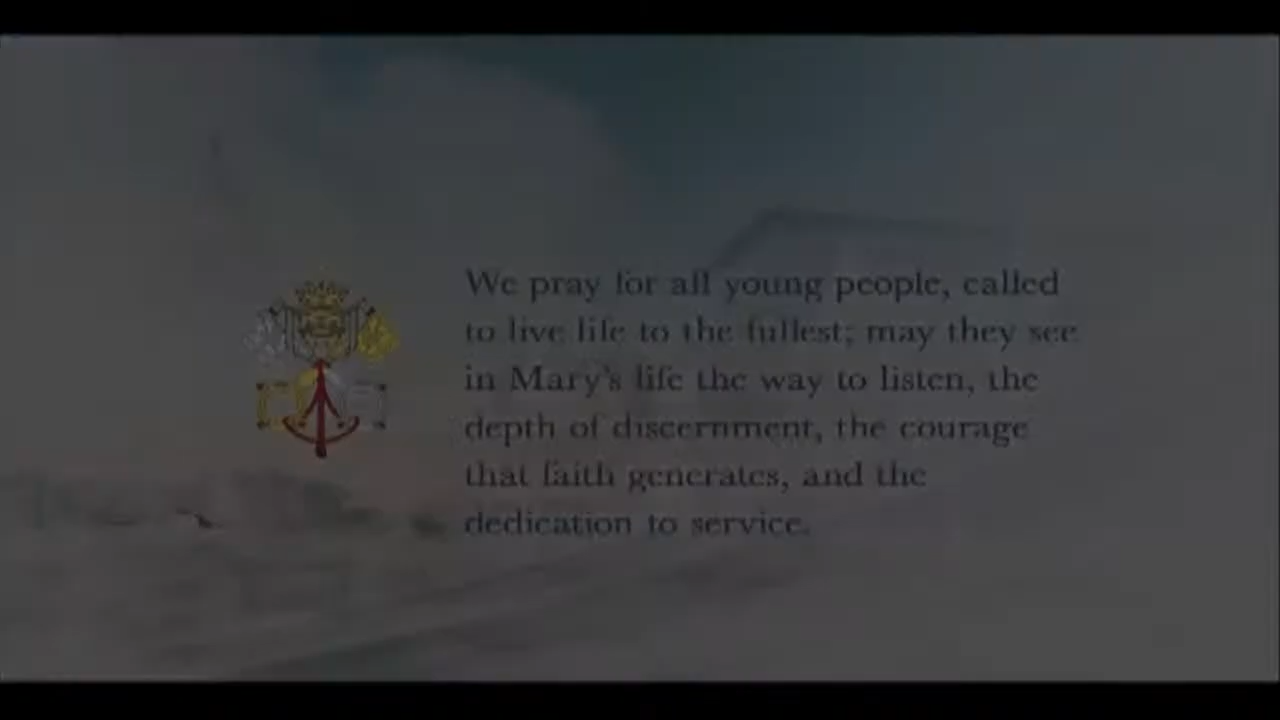 We pray for all young people, called
to live life to the fullest; may they see
in Mary's life the way to listen, the
depth of discernment, the courage
that faith generates, and the
dedication to service.